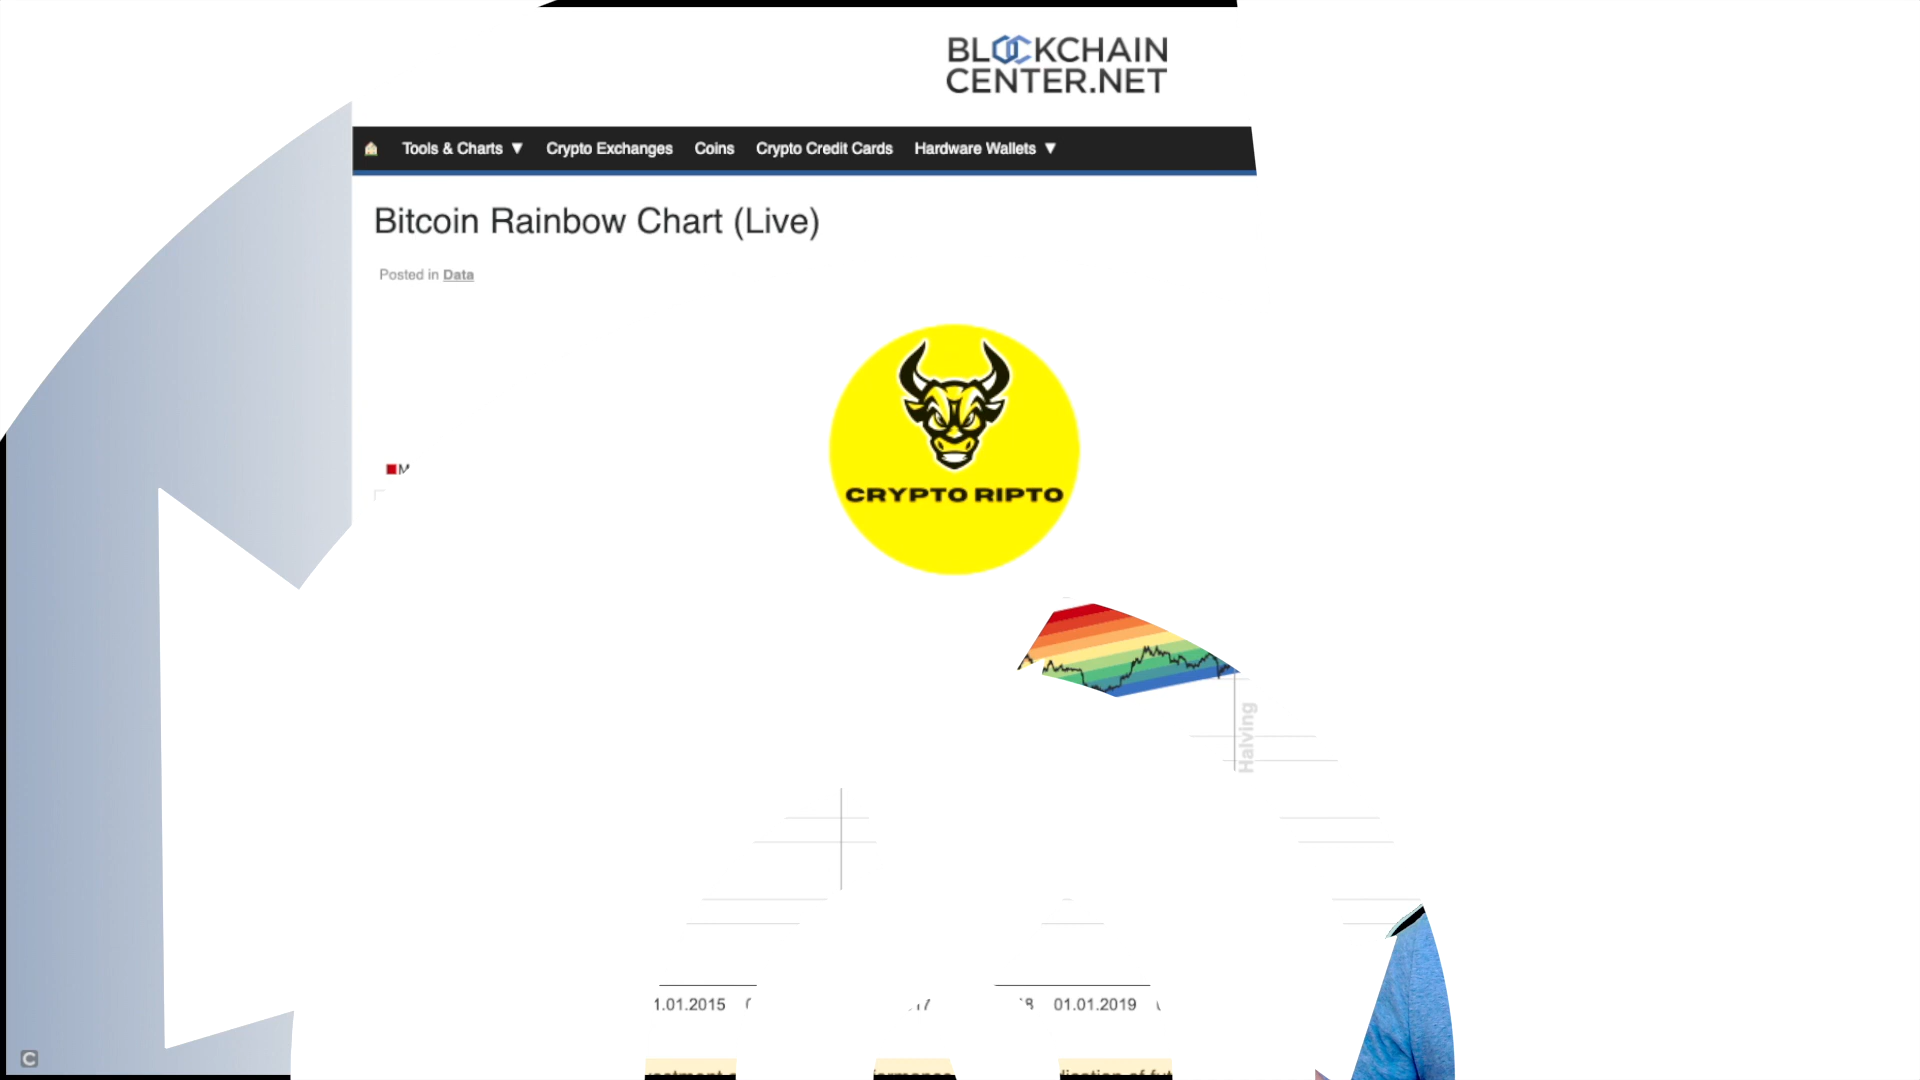 BLOCKCHAIN
CENTER.NET
Tools & Charts ▼ Crypto Exchanges Coins Crypto Credit Cards Hardware Wallets ▼
Bitcoin Rainbow Chart (Live)
Posted in Data
CRYPTO RIPTO
Halving
1.01.2015 01.01.2019
C